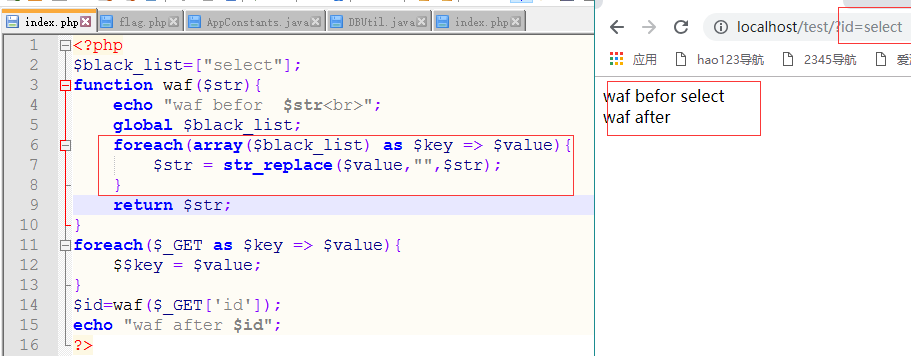 index.php flag.php AppConstants.java DBUtil.java index.php
1 <?php
2 $black_list=["select"];
3 function waf($str){
4 echo "waf befor  $str<br>";
5 global $black_list;
6 foreach(array($black_list) as $key => $value){
7 $str = str_replace($value,"",$str);
8 }
9 return $str;
10 }
11 foreach($_GET as $key => $value){
12 $$key = $value;
13 }
14 $id=waf($_GET['id']);
15 echo "waf after $id";
16 ?>
localhost/test/?id=select
应用 hao123导航 2345导航
waf befor select
waf after